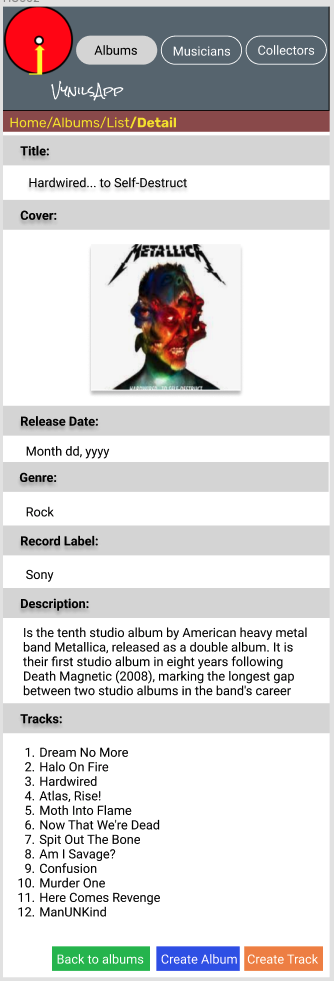 Albums
Musicians
Collectors
VynilsApp
Home/Albums/List/Detail
Title:
Hardwired... to Self-Destruct
Cover:
METALLICA
HARDWIRED...TO SELF-DESTRUCT
Release Date:
Month dd, yyyy
Genre:
Rock
Record Label:
Sony
Description:
Is the tenth studio album by American heavy metal
band Metallica, released as a double album. It is
their first studio album in eight years following
Death Magnetic (2008), marking the longest gap
between two studio albums in the band's career
Tracks:
1. Dream No More
2. Halo On Fire
3. Hardwired
4. Atlas, Rise!
5. Moth Into Flame
6. Now That We're Dead
7. Spit Out The Bone
8. Am I Savage?
9. Confusion
10. Murder One
11. Here Comes Revenge
12. ManUNKind
Back to albums
Create Album
Create Track